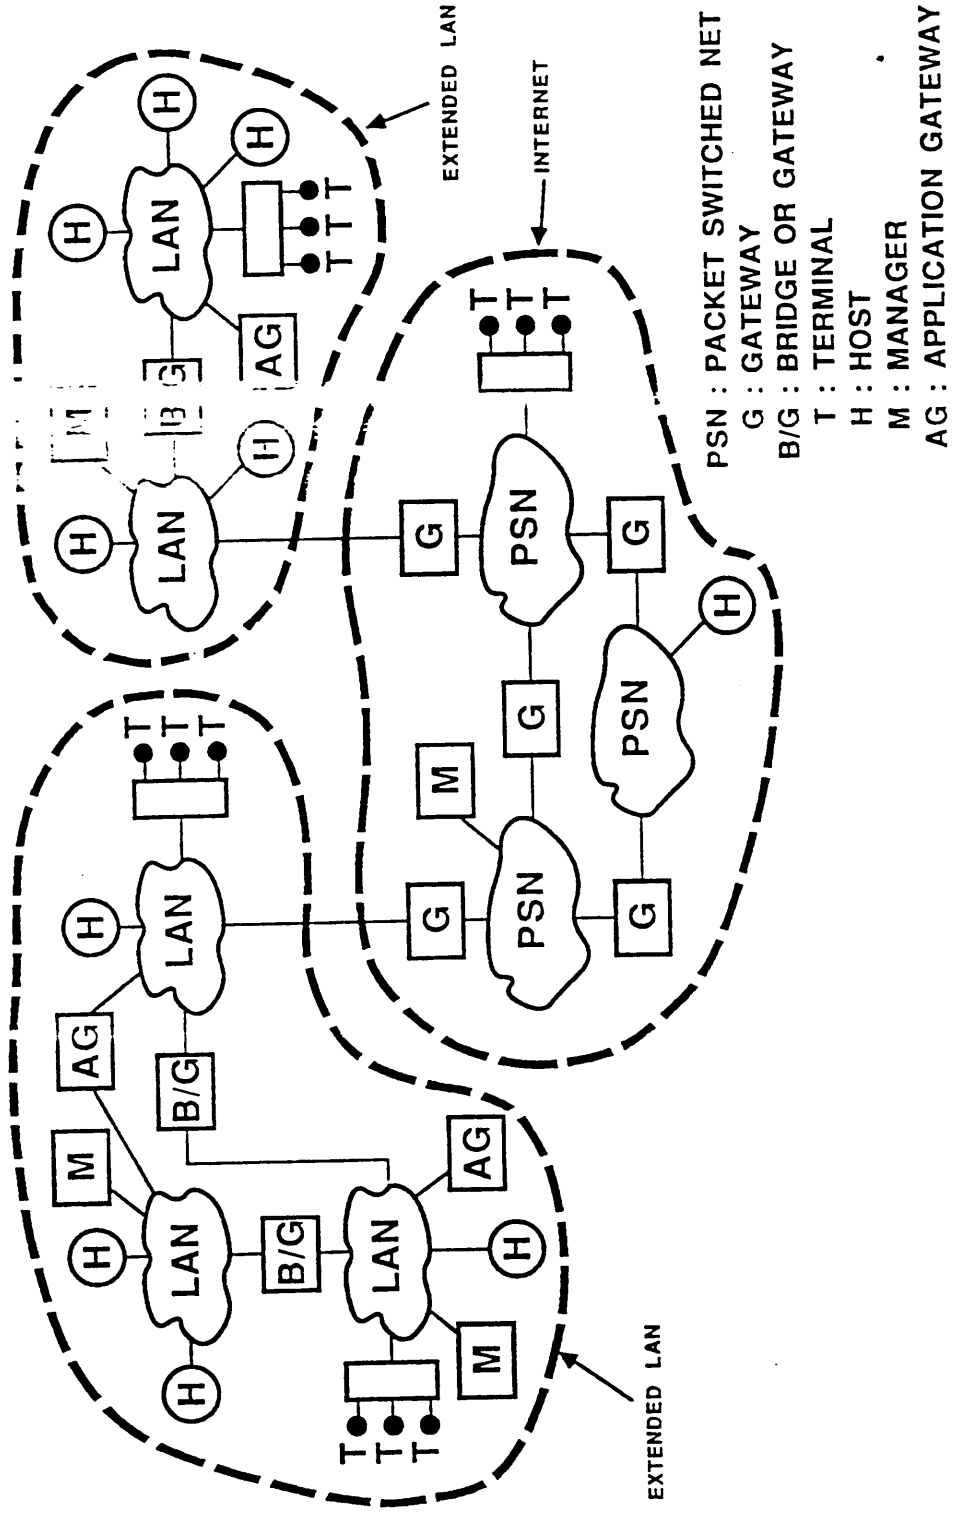 M
AG
H
H
T
T
T
H
LAN
B/G
LAN
B/G
LAN
T
T
T
AG
M
H
EXTENDED LAN
H
M
H
H
LAN
B/G
LAN
H
AG
H
T T T
EXTENDED LAN
G
G
M
T
T
T
PSN
G
PSN
INTERNET
G
PSN
G
H
PSN : PACKET SWITCHED NET
G : GATEWAY
B/G : BRIDGE OR GATEWAY
T : TERMINAL
H : HOST
M : MANAGER
AG : APPLICATION GATEWAY